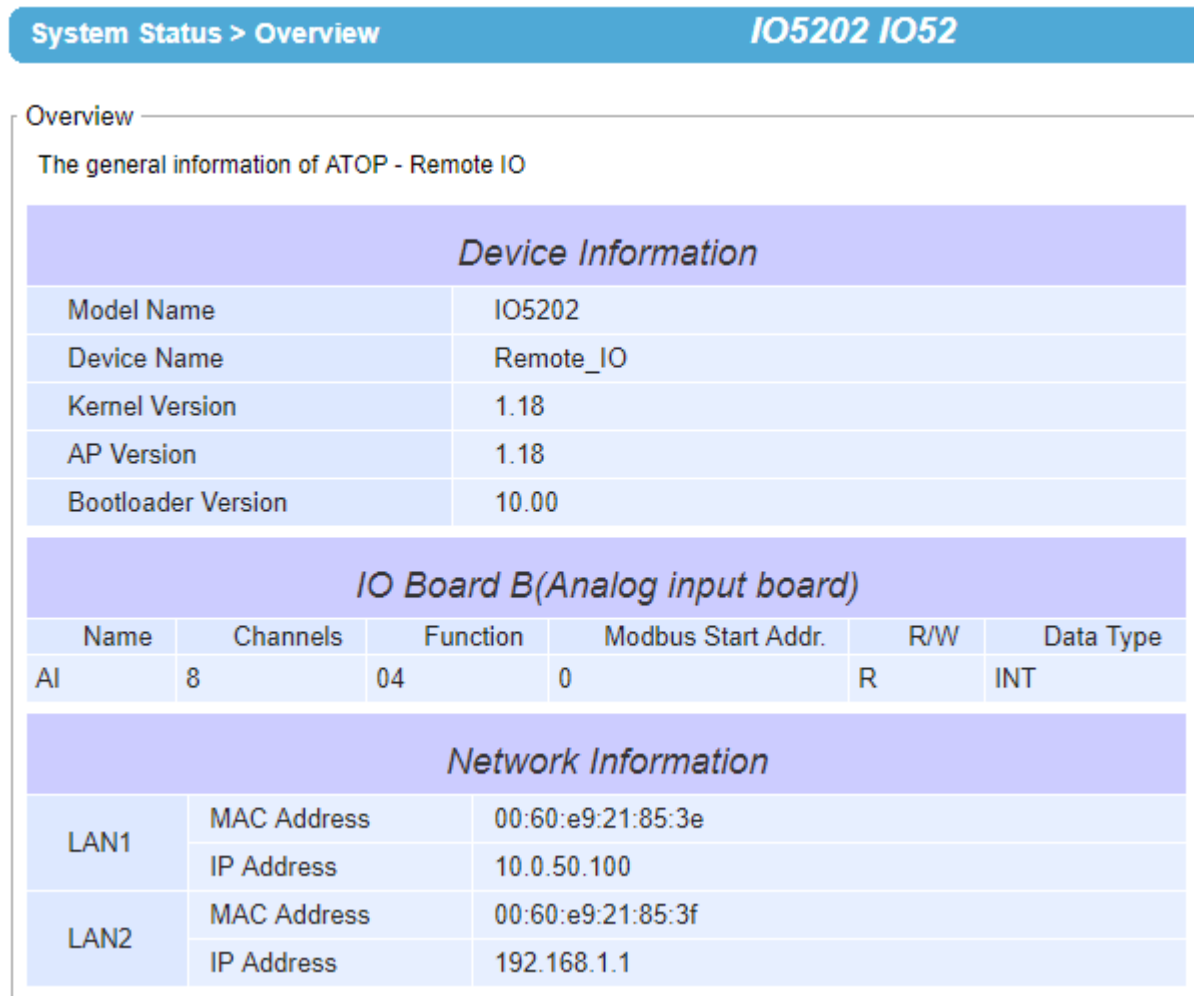 System Status > Overview IO5202 IO52
Overview
The general information of ATOP - Remote IO
Device Information
Model Name IO5202
Device Name Remote_IO
Kernel Version 1.18
AP Version 1.18
Bootloader Version 10.00
IO Board B(Analog input board)
Name Channels Function Modbus Start Addr. R/W Data Type
AI 8 04 0 R INT
Network Information
LAN1
MAC Address 00:60:e9:21:85:3e
IP Address 10.0.50.100
LAN2
MAC Address 00:60:e9:21:85:3f
IP Address 192.168.1.1